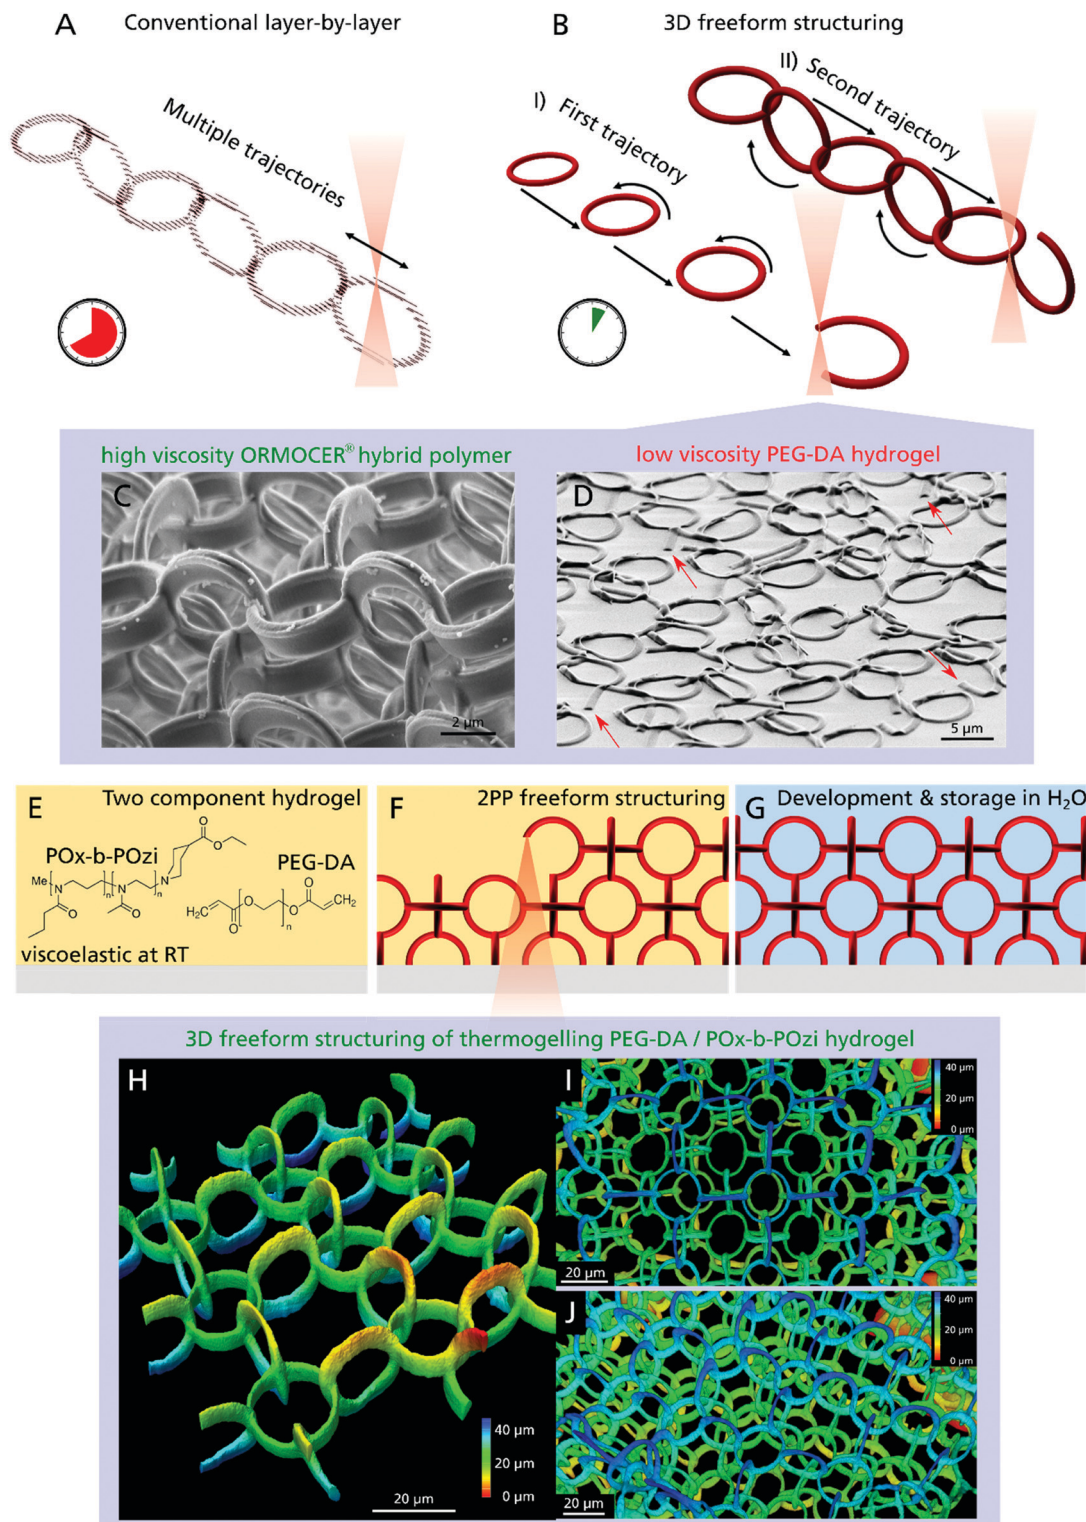 A
Conventional layer-by-layer
Multiple trajectories
B
3D freeform structuring
I) First trajectory
II) Second trajectory
high viscosity ORMOCER® hybrid polymer
low viscosity PEG-DA hydrogel
C
2 µm
D
5 µm
E
Two component hydrogel
POx-b-POzi
PEG-DA
Me
N
n
N
n
N
O
O
O
O
H₂C
O
O
n
O
O
CH₂
viscoelastic at RT
F
2PP freeform structuring
G
Development & storage in H₂O
3D freeform structuring of thermogelling PEG-DA / POx-b-POzi hydrogel
H
40 µm
20 µm
0 µm
20 µm
I
40 µm
20 µm
0 µm
20 µm
J
40 µm
20 µm
0 µm
20 µm